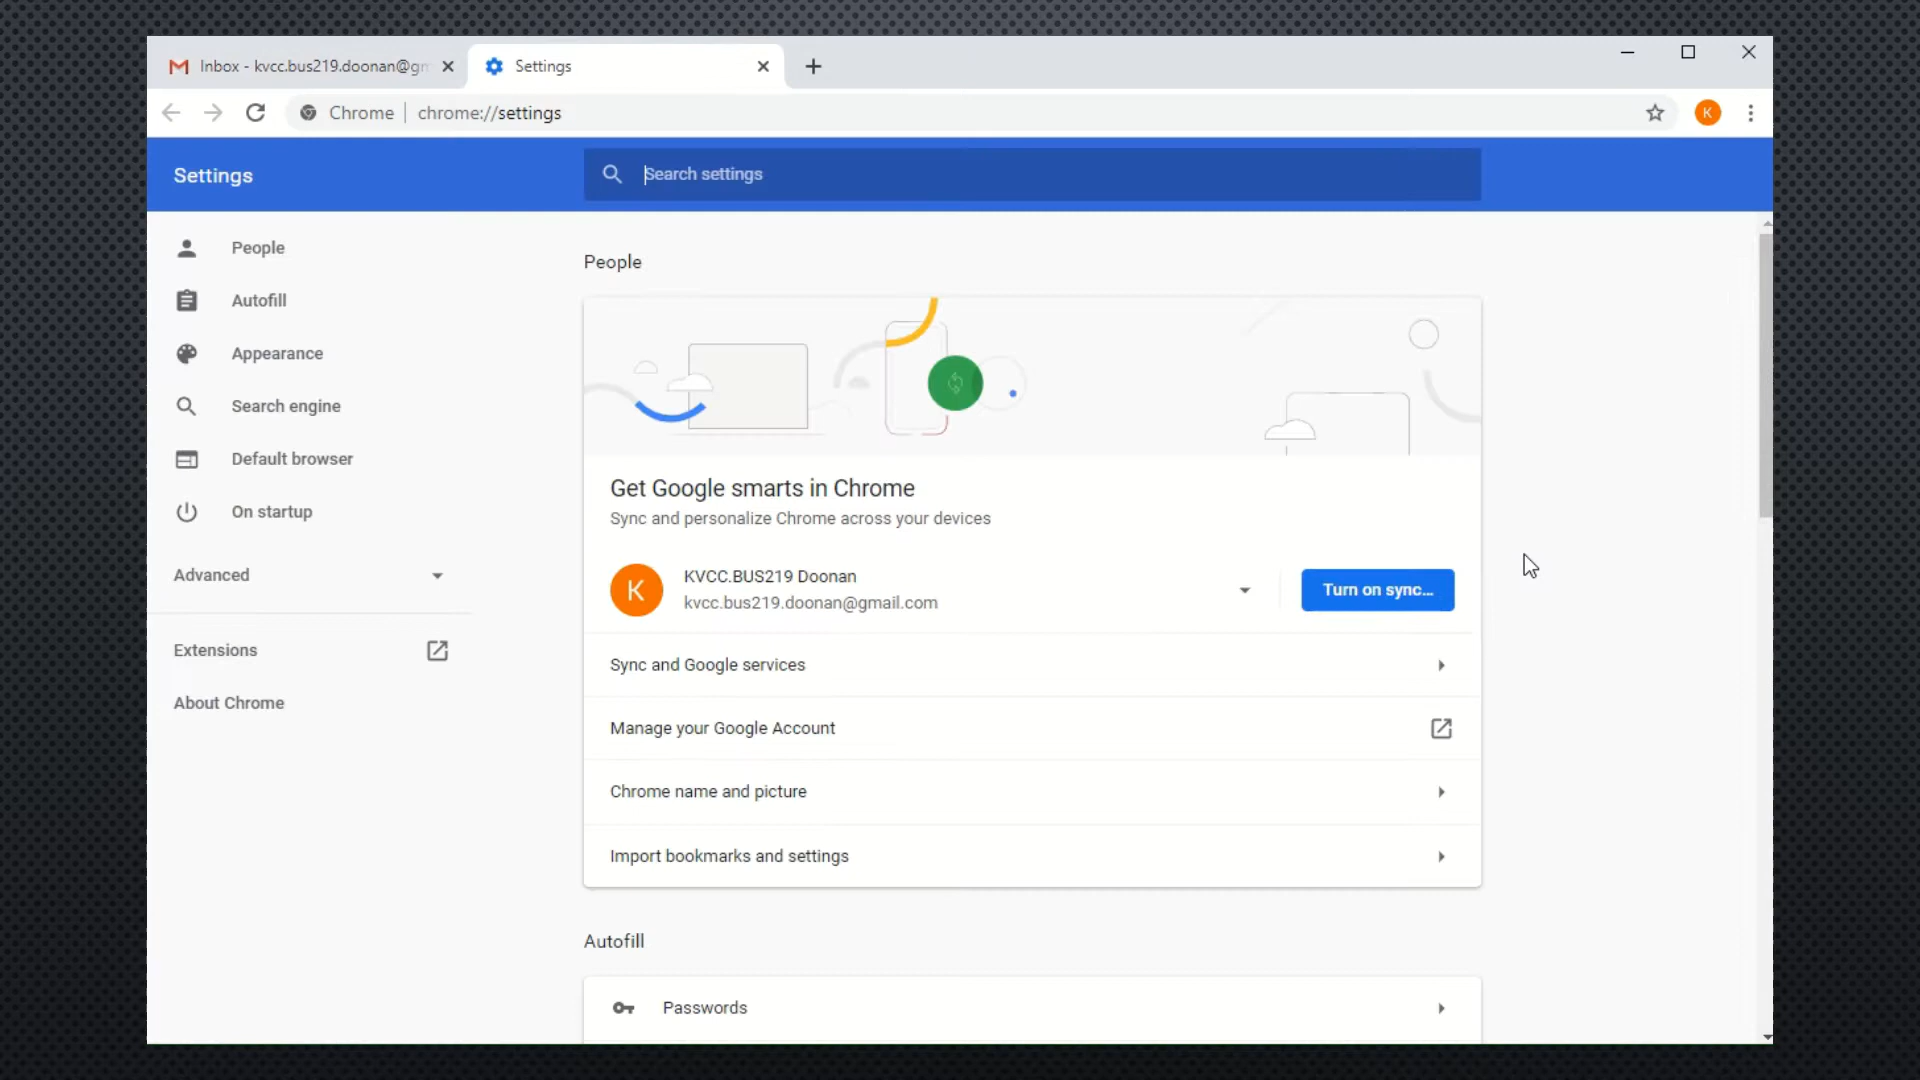 Inbox - kvcc.bus219.doonan@gm
Settings
Chrome
chrome://settings
K
Settings
Search settings
People
Autofill
Appearance
Search engine
Default browser
On startup
Advanced
Extensions
About Chrome
People
Get Google smarts in Chrome
Sync and personalize Chrome across your devices
K
KVCC.BUS219 Doonan
kvcc.bus219.doonan@gmail.com
Turn on sync...
Sync and Google services
Manage your Google Account
Chrome name and picture
Import bookmarks and settings
Autofill
Passwords